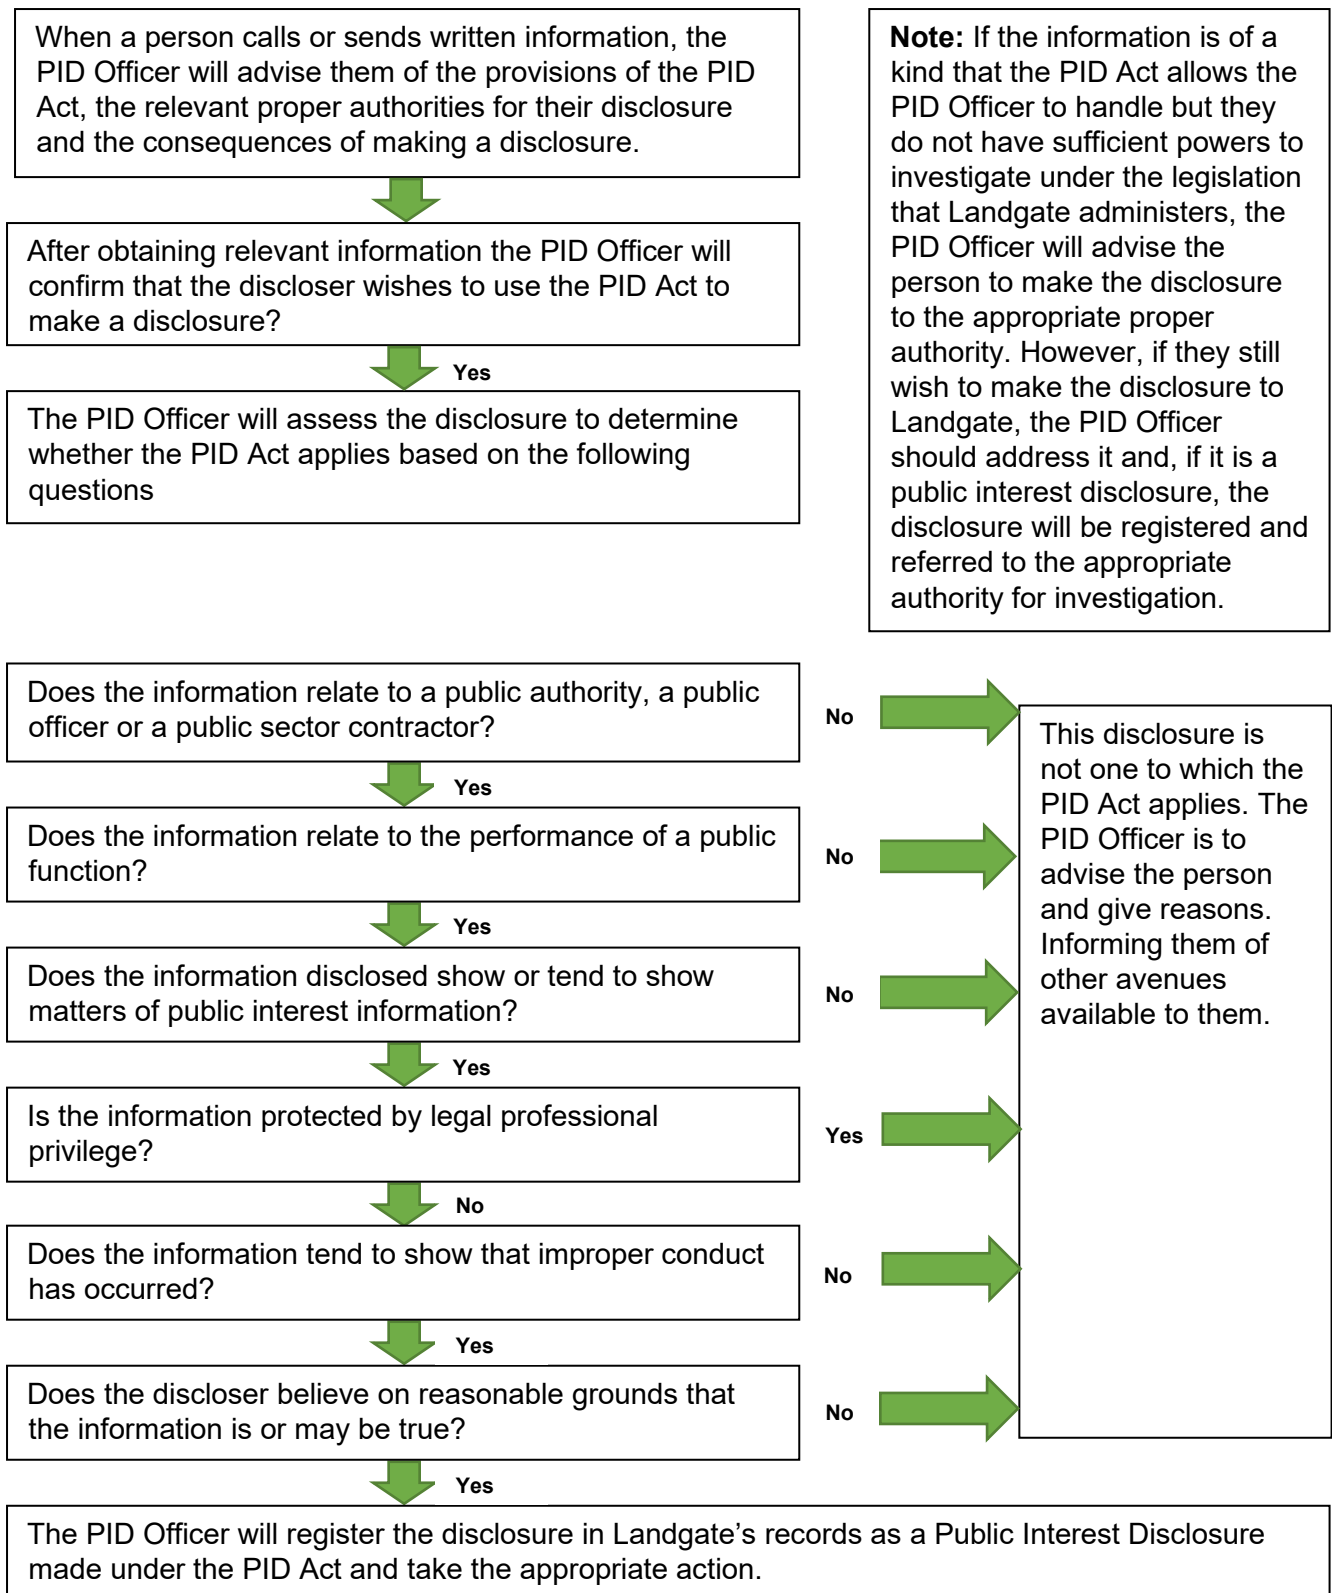 When a person calls or sends written information, the
PID Officer will advise them of the provisions of the PID
Act, the relevant proper authorities for their disclosure
and the consequences of making a disclosure.
After obtaining relevant information the PID Officer will
confirm that the discloser wishes to use the PID Act to
make a disclosure?
Yes
The PID Officer will assess the disclosure to determine
whether the PID Act applies based on the following
questions
Note: If the information is of a
kind that the PID Act allows the
PID Officer to handle but they
do not have sufficient powers to
investigate under the legislation
that Landgate administers, the
PID Officer will advise the
person to make the disclosure
to the appropriate proper
authority. However, if they still
wish to make the disclosure to
Landgate, the PID Officer
should address it and, if it is a
public interest disclosure, the
disclosure will be registered and
referred to the appropriate
authority for investigation.
Does the information relate to a public authority, a public
officer or a public sector contractor?
No
Yes
Does the information relate to the performance of a public
function?
No
Yes
Does the information disclosed show or tend to show
matters of public interest information?
No
Yes
Is the information protected by legal professional
privilege?
Yes
No
Does the information tend to show that improper conduct
has occurred?
No
Yes
Does the discloser believe on reasonable grounds that
the information is or may be true?
No
Yes
This disclosure is
not one to which the
PID Act applies. The
PID Officer is to
advise the person
and give reasons.
Informing them of
other avenues
available to them.
The PID Officer will register the disclosure in Landgate’s records as a Public Interest Disclosure
made under the PID Act and take the appropriate action.